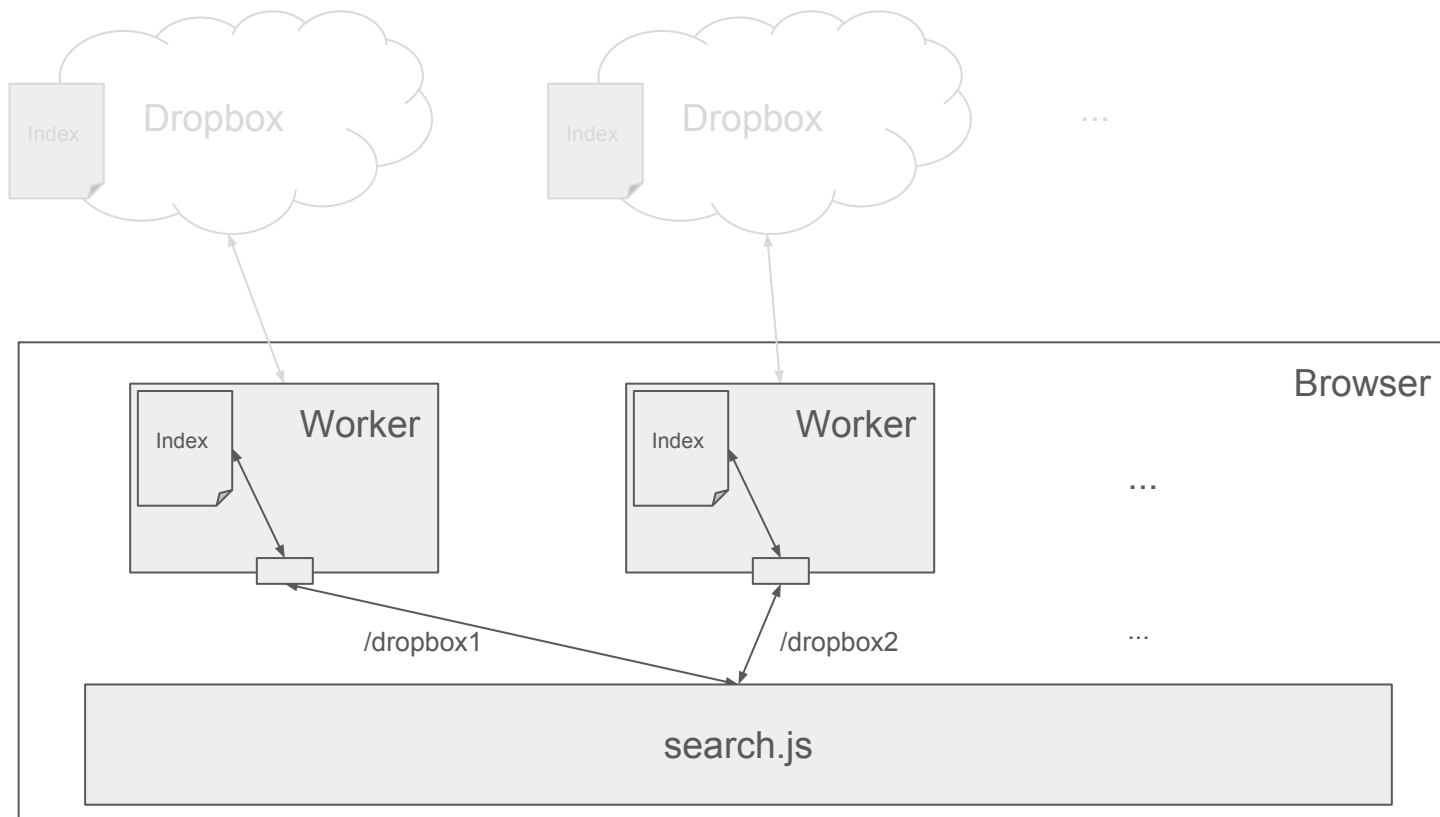 Dropbox
Index
Dropbox
Index
...
Browser
Worker
Index
Worker
Index
...
/dropbox1
/dropbox2
...
search.js